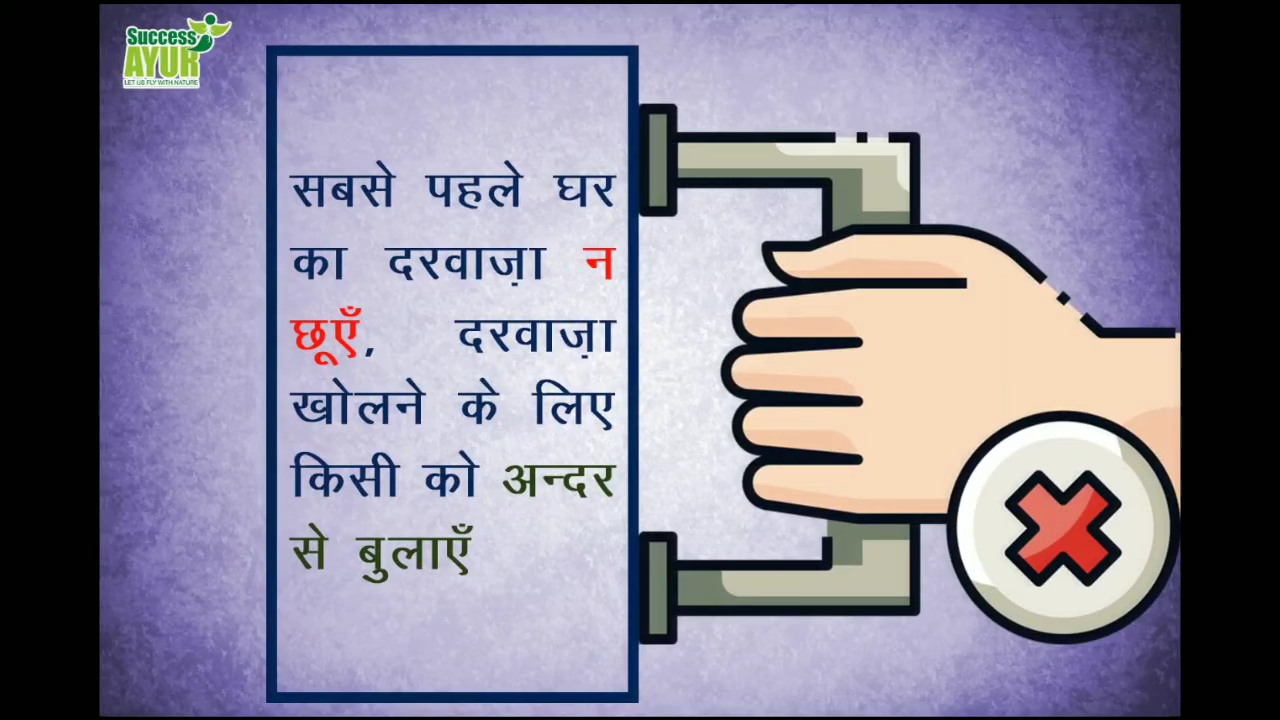 Success
AYUR
LET US FLY WITH NATURE
सबसे पहले घर
का दरवाज़ा न
छूएँ, दरवाज़ा
खोलने के लिए
किसी को अन्दर
से बुलाएँ